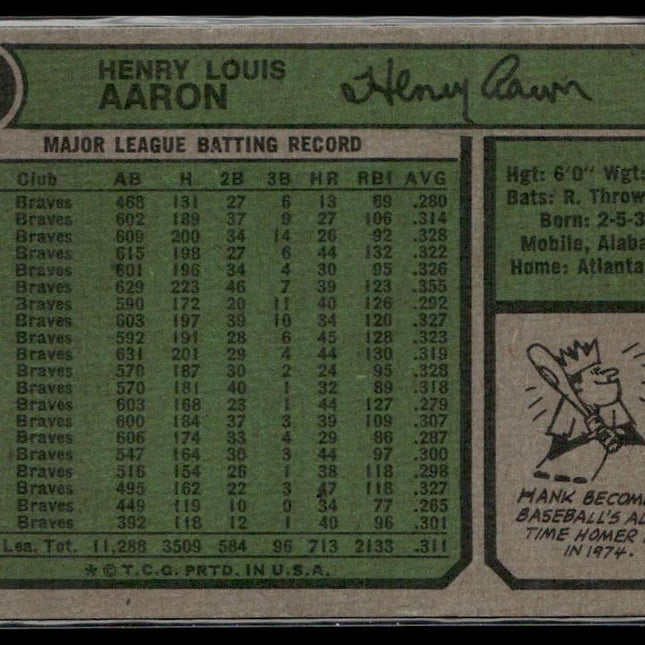 HENRY LOUIS
AARON
Henry Aaron
MAJOR LEAGUE BATTING RECORD
Club AB H 2B 3B HR RBI AVG
Braves 468 131 27 6 13 69 .280
Braves 602 189 37 9 27 106 .314
Braves 609 200 34 14 26 92 .328
Braves 615 198 27 6 44 132 .322
Braves 601 196 34 4 30 95 .326
Braves 629 223 46 7 39 123 .355
Braves 590 172 20 11 40 126 .292
Braves 603 197 39 10 34 120 .327
Braves 592 191 28 6 45 128 .323
Braves 631 201 29 4 44 130 .319
Braves 570 187 30 2 24 95 .328
Braves 570 181 40 1 32 89 .318
Braves 603 168 23 1 44 127 .279
Braves 600 184 37 3 39 109 .307
Braves 606 174 33 4 29 86 .287
Braves 547 164 30 3 44 97 .300
Braves 516 154 26 1 38 118 .298
Braves 495 162 22 3 47 118 .327
Braves 449 119 10 0 34 77 .265
Braves 392 118 12 1 40 96 .301
Lea. Tot. 11,288 3509 584 96 713 2133 .311
* © T.C.G. PRTD. IN U.S.A.
Hgt: 6'0" Wgt:
Bats: R. Throw
Born: 2-5-3
Mobile, Alaba
Home: Atlanta
HANK BECOME
BASEBALL'S AL
TIME HOMER
IN 1974.